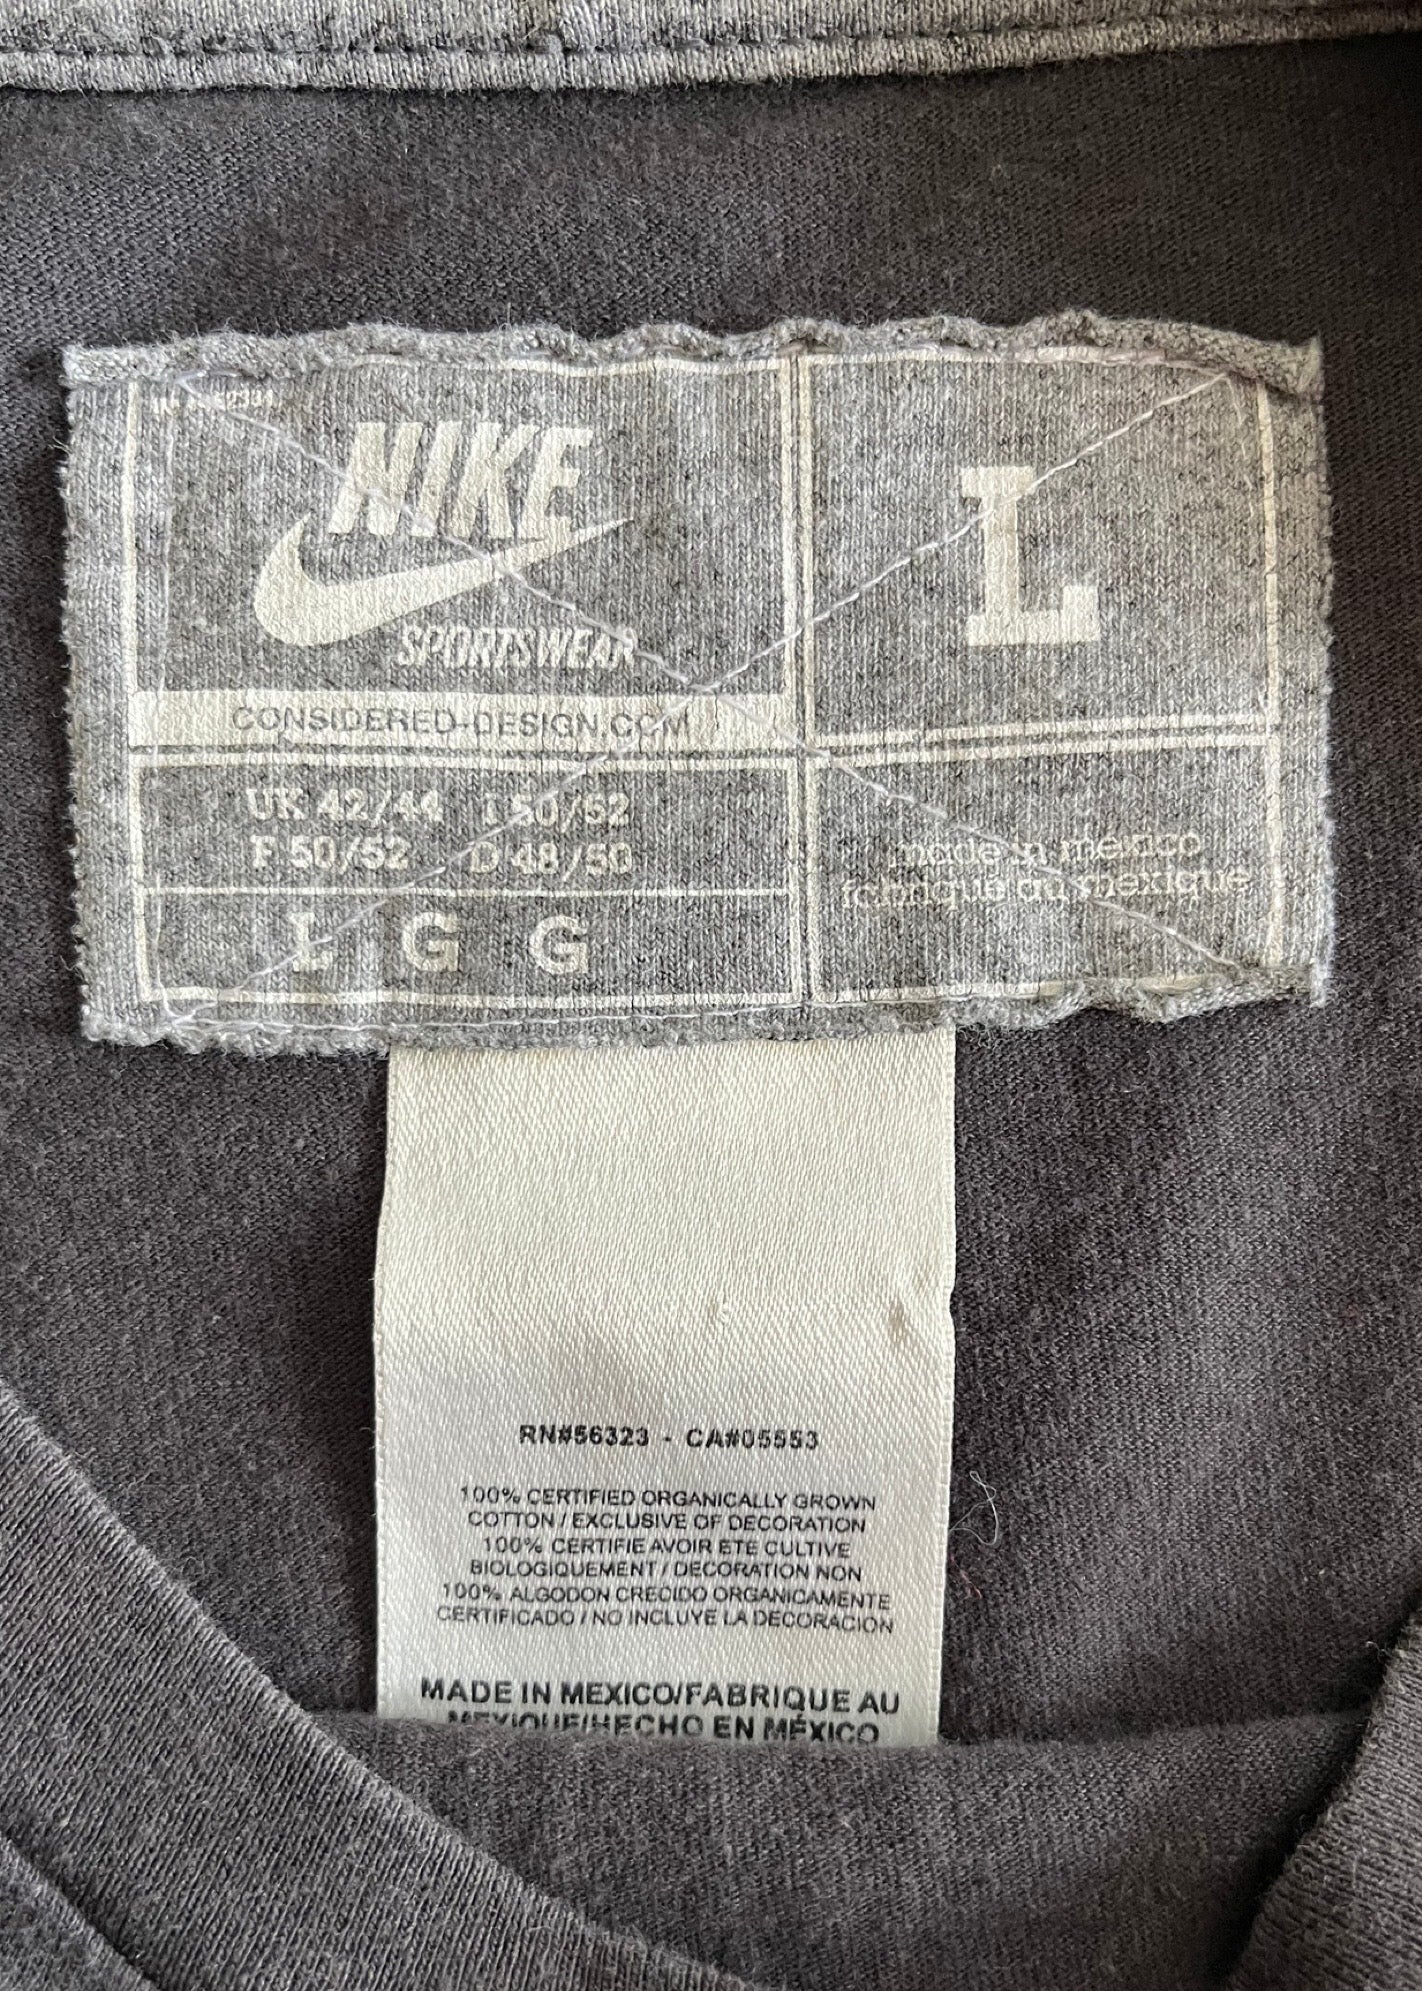 NIKE
SPORTSWEAR
L
CONSIDERED-DESIGN.COM
UK 42/44 I 50/52
F 50/52 D 48/50
L G G
made in mexico
fabrique au mexique
RN#56323 - CA#05553
100% CERTIFIED ORGANICALLY GROWN
COTTON / EXCLUSIVE OF DECORATION
100% CERTIFIE AVOIR ETE CULTIVE
BIOLOGIQUEMENT / DECORATION NON
100% ALGODON CRECIDO ORGANICAMENTE
CERTIFICADO / NO INCLUYE LA DECORACION
MADE IN MEXICO/FABRIQUE AU
MEXIQUE/HECHO EN MÉXICO